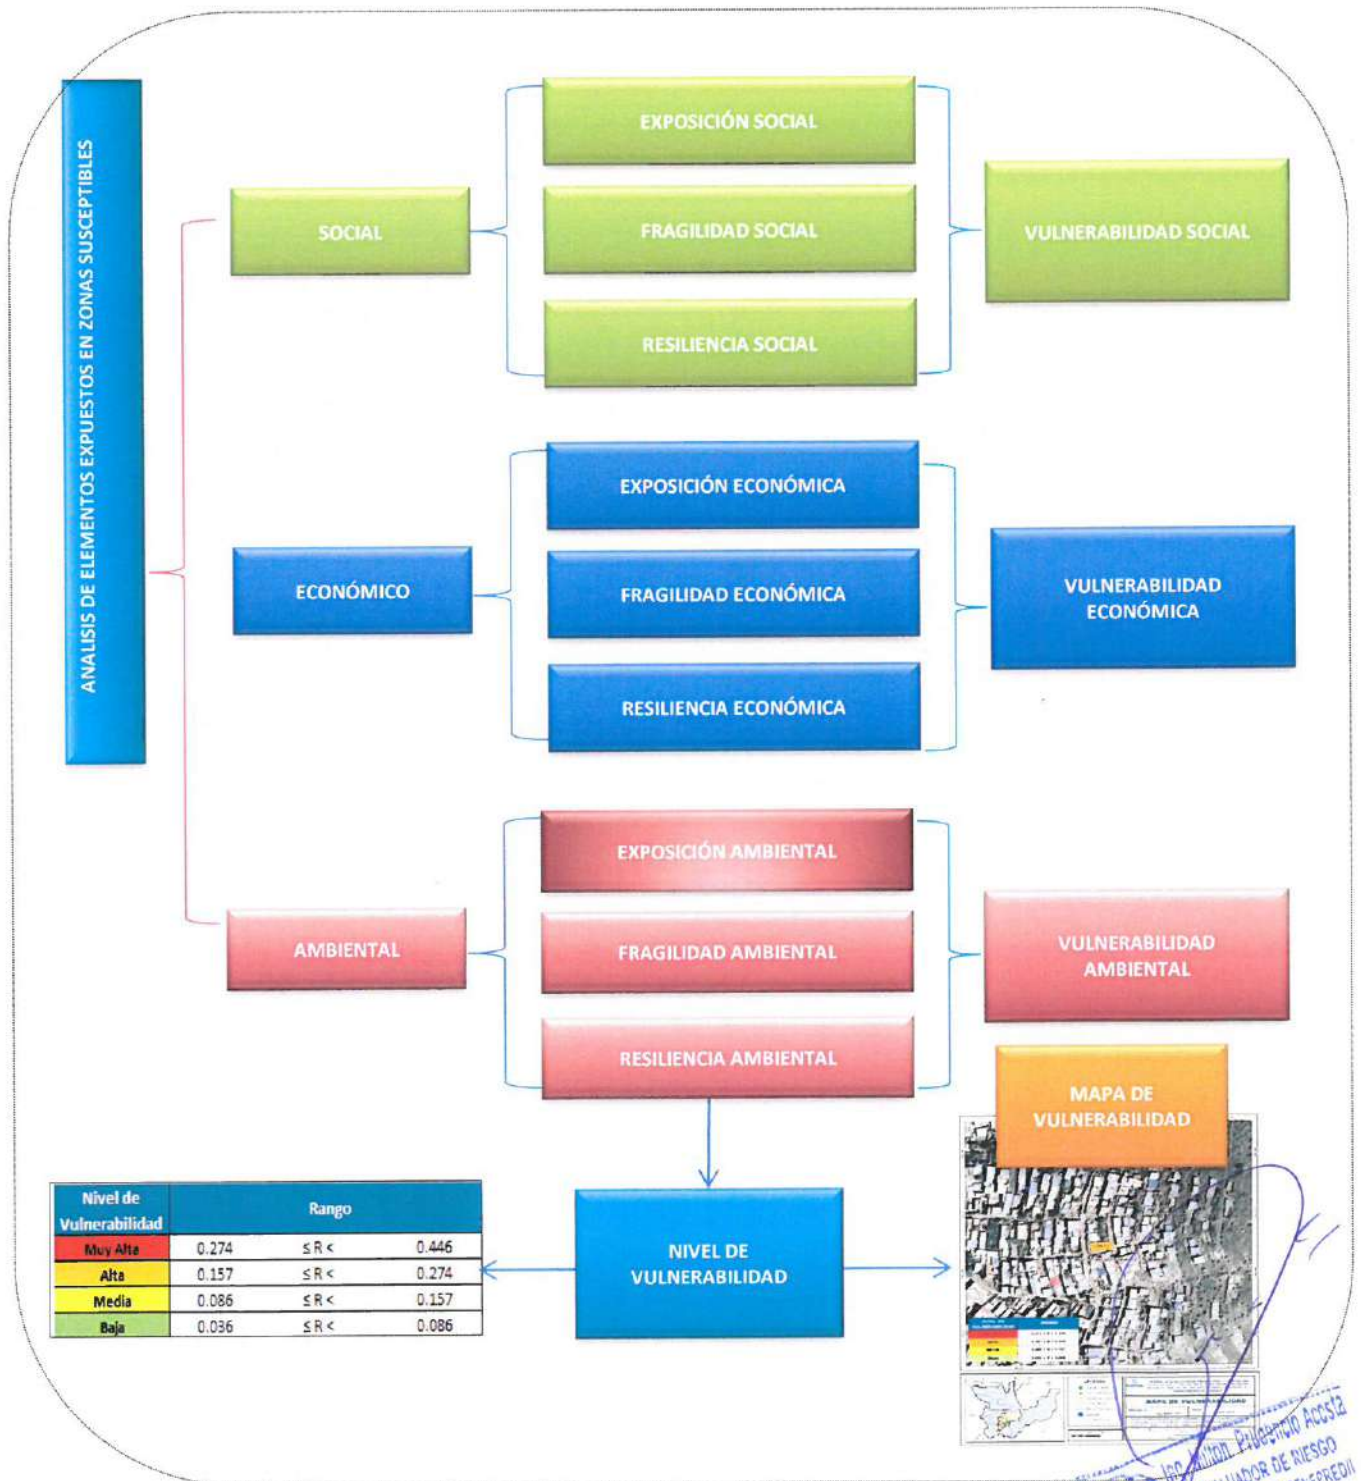 ANALISIS DE ELEMENTOS EXPUESTOS EN ZONAS SUSCEPTIBLES
SOCIAL
EXPOSICIÓN SOCIAL
FRAGILIDAD SOCIAL
RESILIENCIA SOCIAL
VULNERABILIDAD SOCIAL
ECONÓMICO
EXPOSICIÓN ECONÓMICA
FRAGILIDAD ECONÓMICA
RESILIENCIA ECONÓMICA
VULNERABILIDAD
ECONÓMICA
AMBIENTAL
EXPOSICIÓN AMBIENTAL
FRAGILIDAD AMBIENTAL
RESILIENCIA AMBIENTAL
VULNERABILIDAD
AMBIENTAL
MAPA DE
VULNERABILIDAD
NIVEL DE
VULNERABILIDAD
Nivel de
Vulnerabilidad
Rango
Muy Alta 0.274 ≤ R < 0.446
Alta 0.157 ≤ R < 0.274
Media 0.086 ≤ R < 0.157
Baja 0.036 ≤ R < 0.086
MAPA DE VULNERABILIDAD
Prudencio Acosta
DE RIESGO